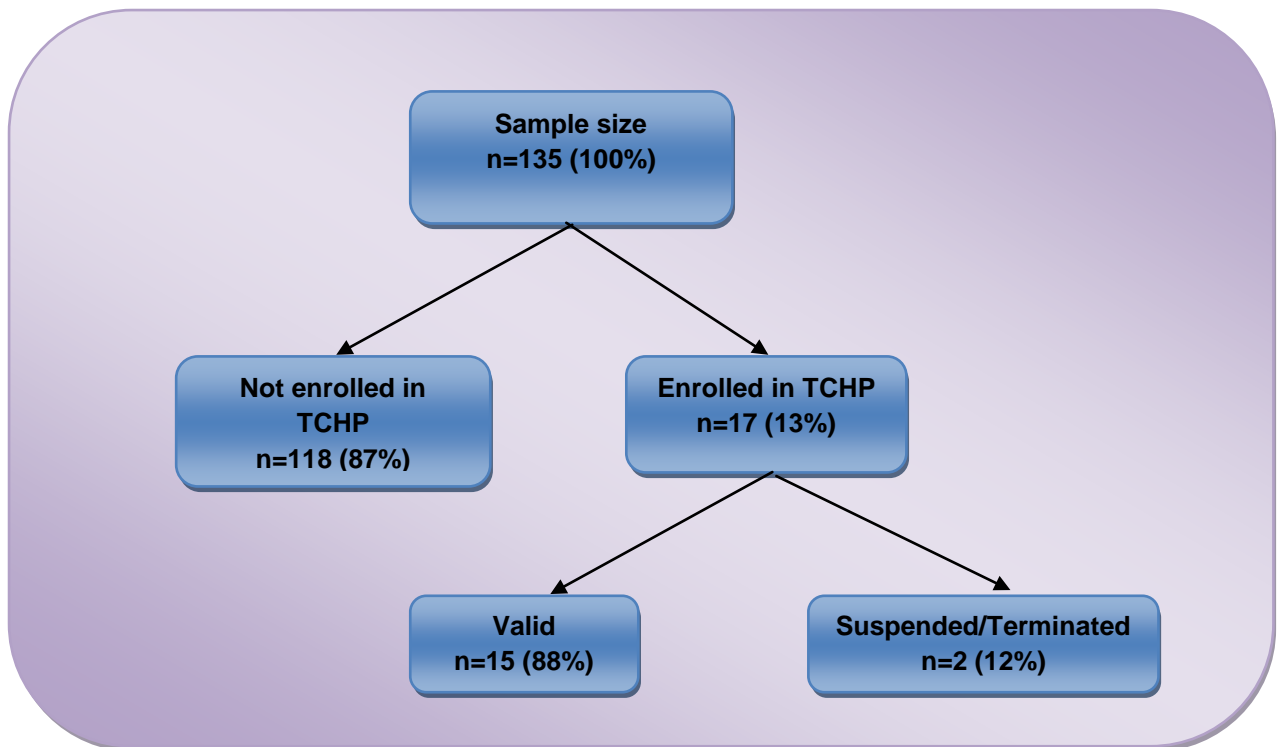 Sample size
n=135 (100%)
Not enrolled in
TCHP
n=118 (87%)
Enrolled in TCHP
n=17 (13%)
Valid
n=15 (88%)
Suspended/Terminated
n=2 (12%)